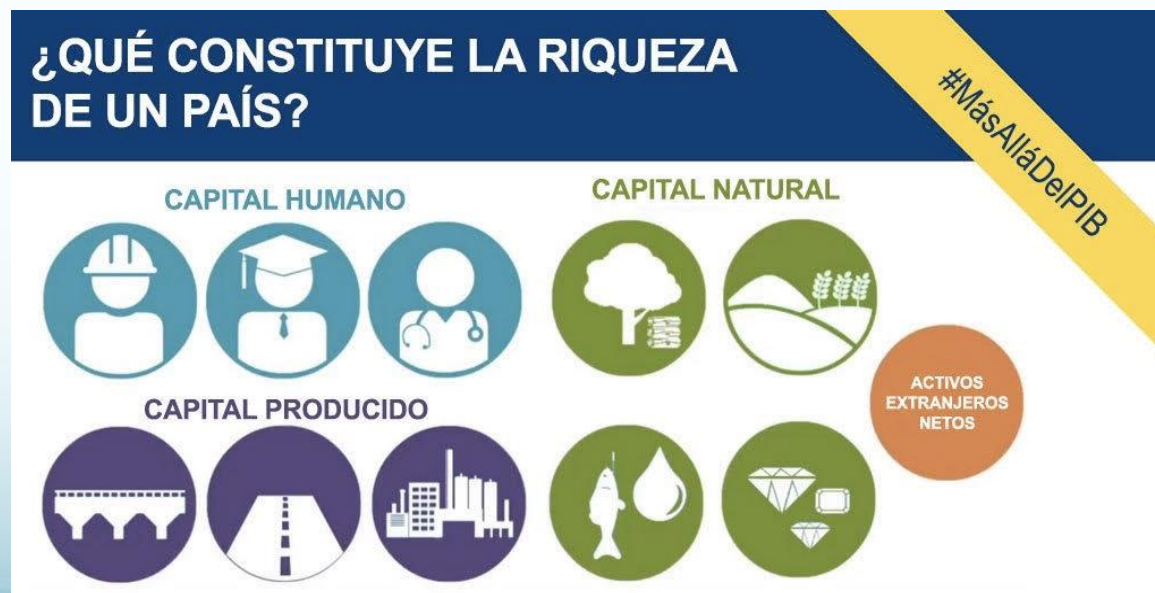 ¿QUÉ CONSTITUYE LA RIQUEZA
DE UN PAÍS?
#MásAlláDelPIB
CAPITAL HUMANO
CAPITAL NATURAL
CAPITAL PRODUCIDO
ACTIVOS
EXTRANJEROS
NETOS